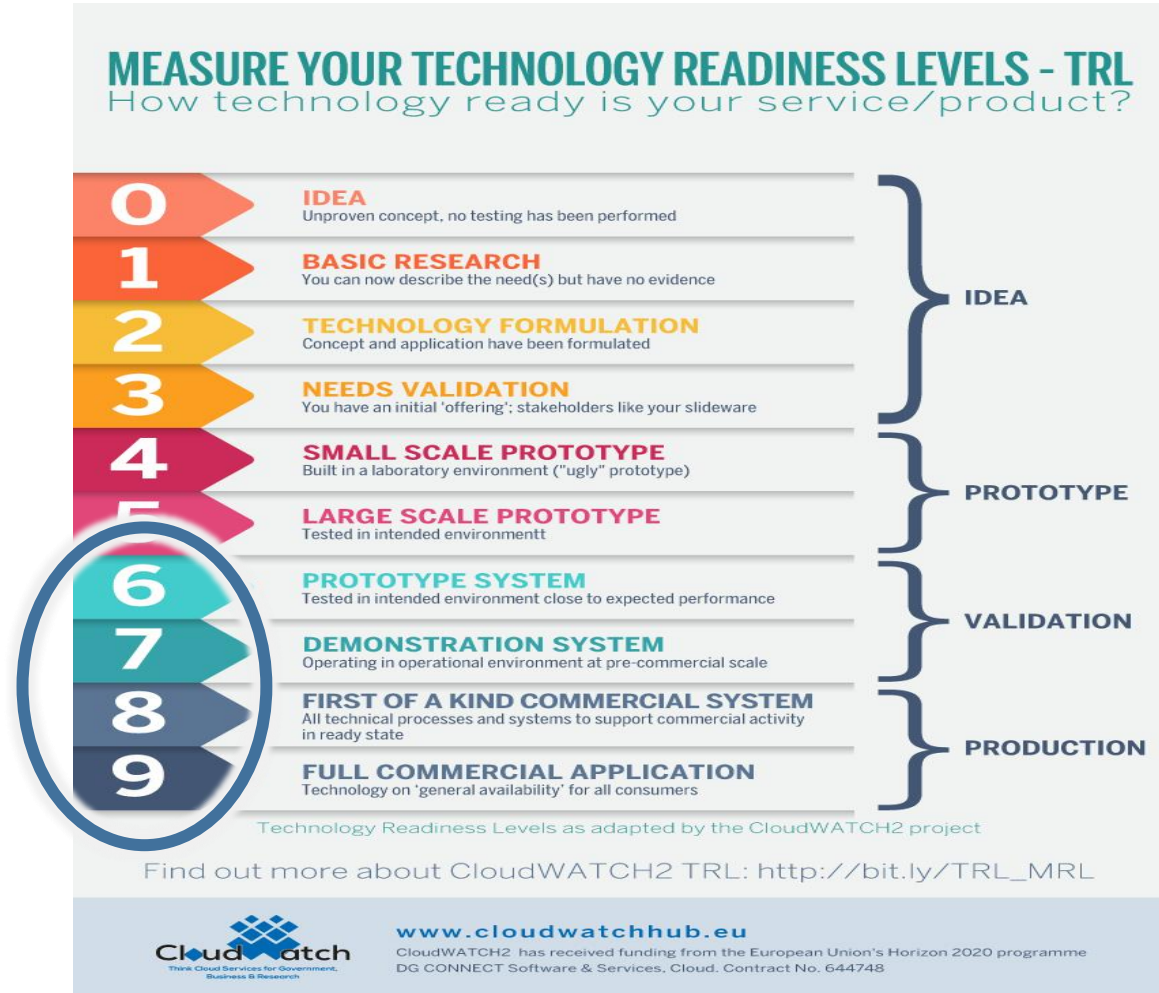 MEASURE YOUR TECHNOLOGY READINESS LEVELS - TRL
How technology ready is your service/product?
0
IDEA
Unproven concept, no testing has been performed
1
BASIC RESEARCH
You can now describe the need(s) but have no evidence
2
TECHNOLOGY FORMULATION
Concept and application have been formulated
3
NEEDS VALIDATION
You have an initial 'offering'; stakeholders like your slideware
IDEA
4
SMALL SCALE PROTOTYPE
Built in a laboratory environment ("ugly" prototype)
5
LARGE SCALE PROTOTYPE
Tested in intended environmentt
PROTOTYPE
6
PROTOTYPE SYSTEM
Tested in intended environment close to expected performance
7
DEMONSTRATION SYSTEM
Operating in operational environment at pre-commercial scale
VALIDATION
8
FIRST OF A KIND COMMERCIAL SYSTEM
All technical processes and systems to support commercial activity
in ready state
9
FULL COMMERCIAL APPLICATION
Technology on 'general availability' for all consumers
PRODUCTION
Technology Readiness Levels as adapted by the CloudWATCH2 project
Find out more about CloudWATCH2 TRL: http://bit.ly/TRL_MRL
CloudWatch
Think Cloud Services for Government,
Business & Research
www.cloudwatchhub.eu
CloudWATCH2 has received funding from the European Union's Horizon 2020 programme
DG CONNECT Software & Services, Cloud. Contract No. 644748